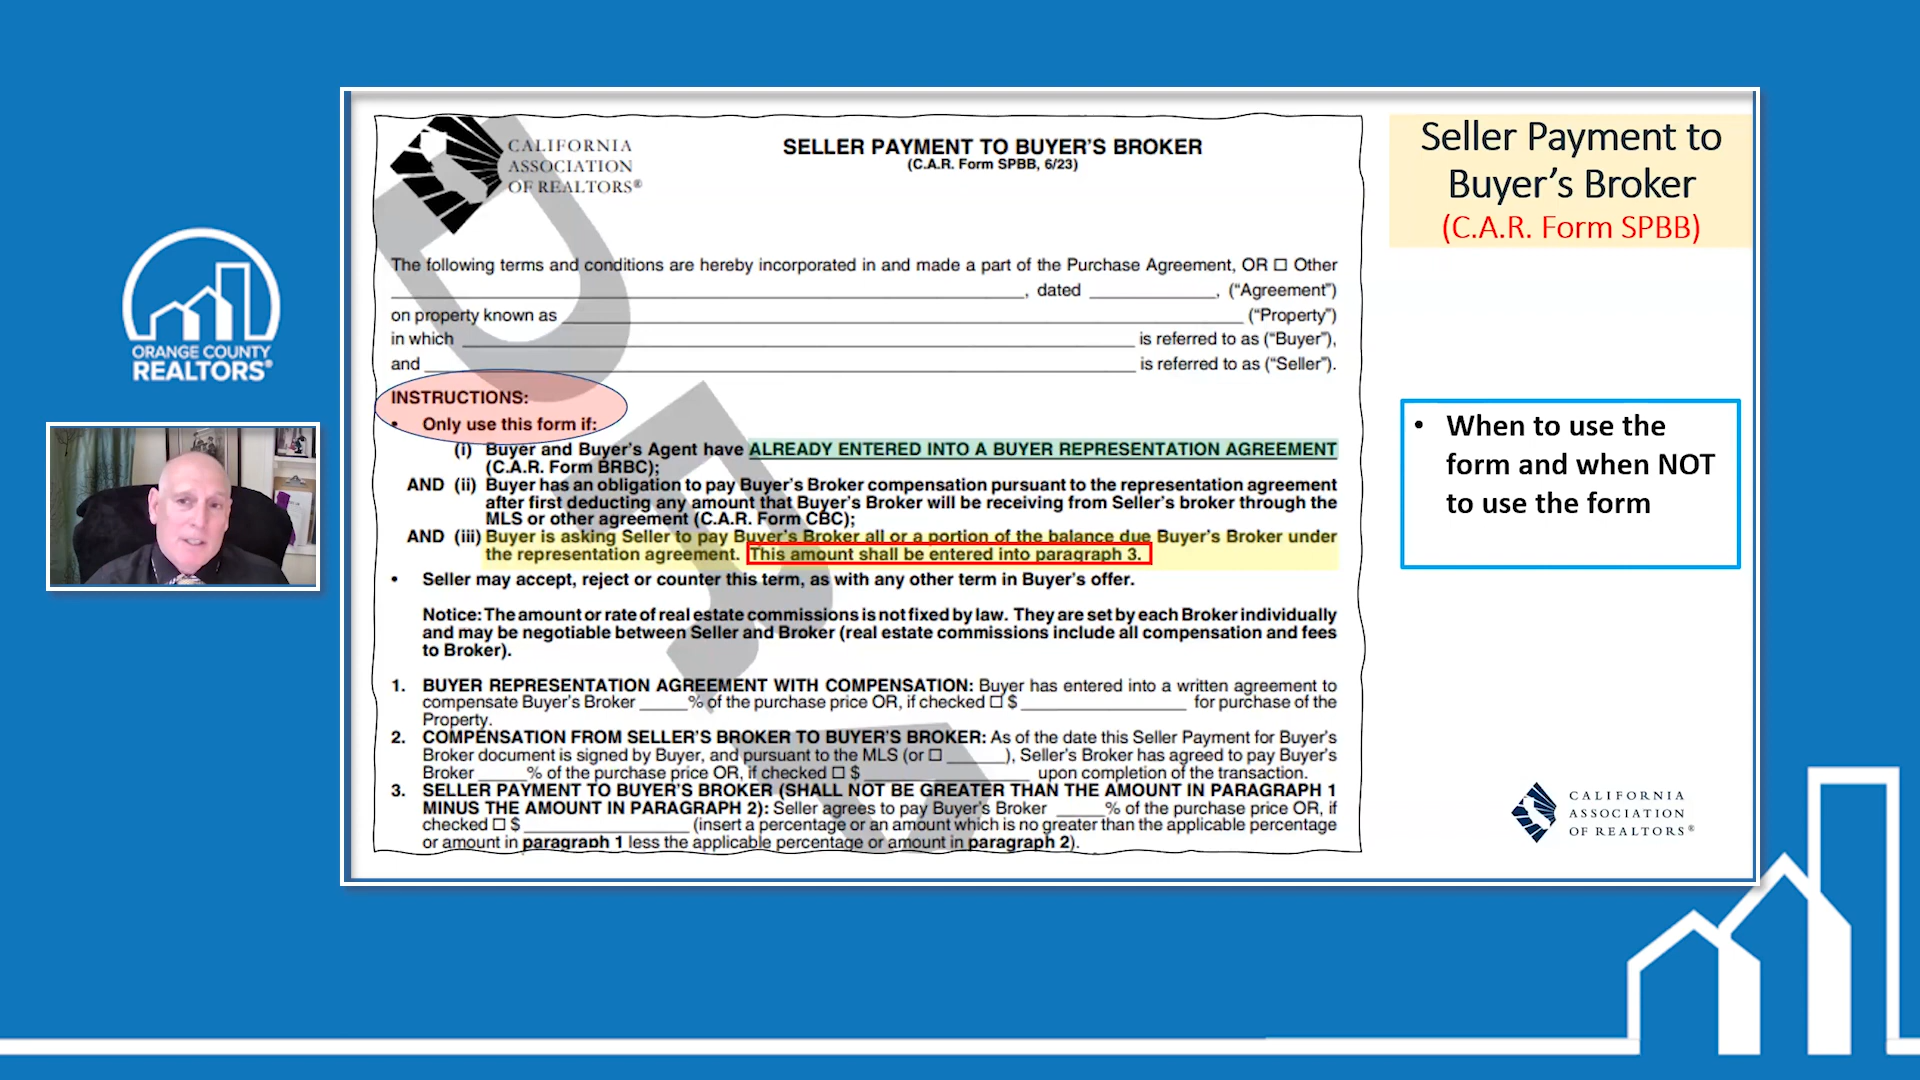 ORANGE COUNTY
REALTORS®
CALIFORNIA
ASSOCIATION
OF REALTORS®
SELLER PAYMENT TO BUYER'S BROKER
(C.A.R. Form SPBB, 6/23)
The following terms and conditions are hereby incorporated in and made a part of the Purchase Agreement, OR ☐ Other
____, dated ____, ("Agreement")
on property known as ____ ("Property")
in which ____ is referred to as ("Buyer"),
and ____ is referred to as ("Seller").
INSTRUCTIONS:
• Only use this form if:
(i) Buyer and Buyer's Agent have ALREADY ENTERED INTO A BUYER REPRESENTATION AGREEMENT
(C.A.R. Form BRBC);
AND (ii) Buyer has an obligation to pay Buyer's Broker compensation pursuant to the representation agreement
after first deducting any amount that Buyer's Broker will be receiving from Seller's broker through the
MLS or other agreement (C.A.R. Form CBC);
AND (iii) Buyer is asking Seller to pay Buyer's Broker all or a portion of the balance due Buyer's Broker under
the representation agreement. This amount shall be entered into paragraph 3.
• Seller may accept, reject or counter this term, as with any other term in Buyer's offer.
Notice: The amount or rate of real estate commissions is not fixed by law. They are set by each Broker individually
and may be negotiable between Seller and Broker (real estate commissions include all compensation and fees
to Broker).
1. BUYER REPRESENTATION AGREEMENT WITH COMPENSATION: Buyer has entered into a written agreement to
compensate Buyer's Broker ____% of the purchase price OR, if checked ☐ $ ____ for purchase of the
Property.
2. COMPENSATION FROM SELLER'S BROKER TO BUYER'S BROKER: As of the date this Seller Payment for Buyer's
Broker document is signed by Buyer, and pursuant to the MLS (or ☐ ____), Seller's Broker has agreed to pay Buyer's
Broker ____% of the purchase price OR, if checked ☐ $ ____ upon completion of the transaction.
3. SELLER PAYMENT TO BUYER'S BROKER (SHALL NOT BE GREATER THAN THE AMOUNT IN PARAGRAPH 1
MINUS THE AMOUNT IN PARAGRAPH 2): Seller agrees to pay Buyer's Broker ____% of the purchase price OR, if
checked ☐ $ ____ (insert a percentage or an amount which is no greater than the applicable percentage
or amount in paragraph 1 less the applicable percentage or amount in paragraph 2).
Seller Payment to
Buyer's Broker
(C.A.R. Form SPBB)
• When to use the
form and when NOT
to use the form
CALIFORNIA
ASSOCIATION
OF REALTORS®